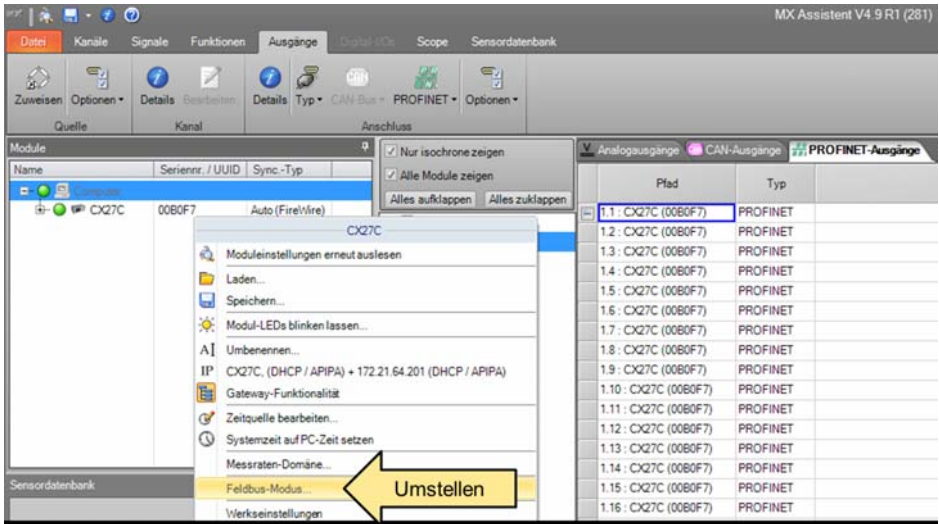 MX Assistent V4.9 R1 (281)
Datei Kanäle Signale Funktionen Ausgänge Digital-I/Os Scope Sensordatenbank
Zuweisen Optionen Details Bearbeiten Details Typ CAN-Bus PROFINET Optionen
Quelle Kanal Anschluss
Module
Name Seriennr. / UUID Sync.-Typ
Computer
CX27C 00B0F7 Auto (FireWire)
Nur isochrone zeigen
Alle Module zeigen
Alles aufklappen Alles zuklappen
CX27C
Moduleinstellungen erneut auslesen
Laden...
Speichern...
Modul-LEDs blinken lassen...
Umbenennen...
IP CX27C, (DHCP / APIPA) + 172.21.64.201 (DHCP / APIPA)
Gateway-Funktionalität
Zeitquelle bearbeiten...
Systemzeit auf PC-Zeit setzen
Messraten-Domäne...
Feldbus-Modus...
Werkseinstellungen
Umstellen
Sensordatenbank
Analogausgänge CAN-Ausgänge PROFINET-Ausgänge
Pfad Typ
1.1 : CX27C (00B0F7) PROFINET
1.2 : CX27C (00B0F7) PROFINET
1.3 : CX27C (00B0F7) PROFINET
1.4 : CX27C (00B0F7) PROFINET
1.5 : CX27C (00B0F7) PROFINET
1.6 : CX27C (00B0F7) PROFINET
1.7 : CX27C (00B0F7) PROFINET
1.8 : CX27C (00B0F7) PROFINET
1.9 : CX27C (00B0F7) PROFINET
1.10 : CX27C (00B0F7) PROFINET
1.11 : CX27C (00B0F7) PROFINET
1.12 : CX27C (00B0F7) PROFINET
1.13 : CX27C (00B0F7) PROFINET
1.14 : CX27C (00B0F7) PROFINET
1.15 : CX27C (00B0F7) PROFINET
1.16 : CX27C (00B0F7) PROFINET